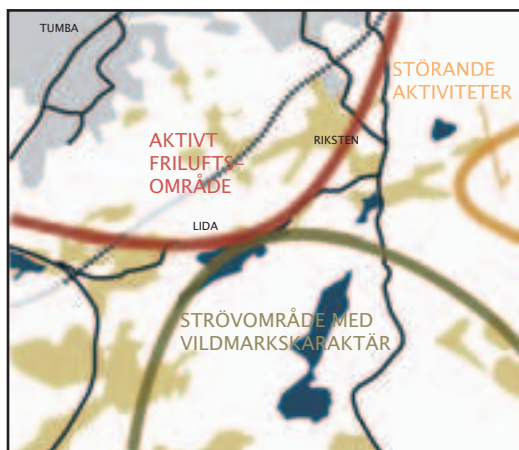 TUMBA
STÖRANDE
AKTIVITETER
AKTIVT
FRILUFTS-
OMRÅDE
RIKSTEN
LIDA
STRÖVOMRÅDE MED
VILDMARKSKARAKTÄR